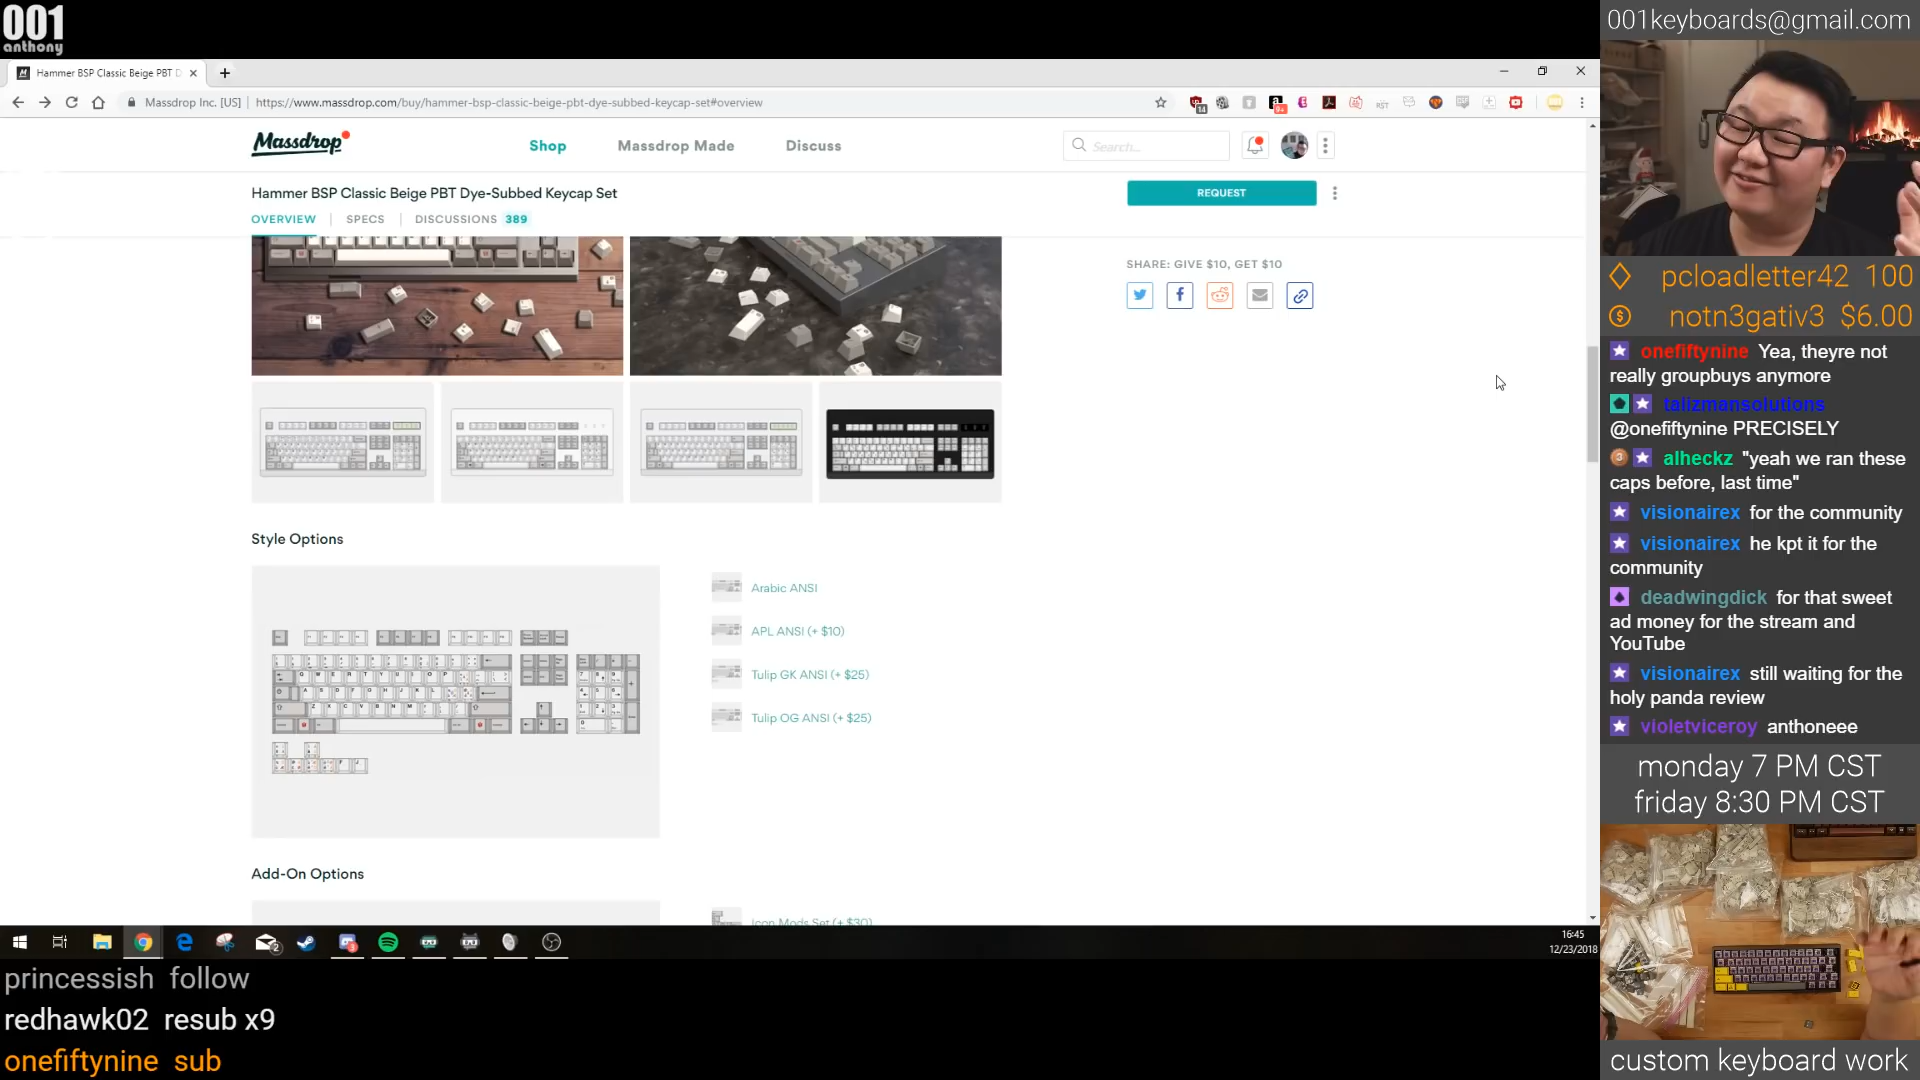 001
anthony
Hammer BSP Classic Beige PBT D
Massdrop Inc. [US]
https://www.massdrop.com/buy/hammer-bsp-classic-beige-pbt-dye-subbed-keycap-set#overview
Massdrop
Shop
Massdrop Made
Discuss
Search...
Hammer BSP Classic Beige PBT Dye-Subbed Keycap Set
REQUEST
OVERVIEW
SPECS
DISCUSSIONS 389
SHARE: GIVE $10, GET $10
Style Options
Arabic ANSI
APL ANSI (+ $10)
Tulip GK ANSI (+ $25)
Tulip OG ANSI (+ $25)
Add-On Options
Icon Mods Set (+ $30)
16:45
12/23/2018
princessish follow
redhawk02 resub x9
onefiftynine sub
001keyboards@gmail.com
pcloadletter42 100
notn3gativ3 $6.00
onefiftynine Yea, theyre not
really groupbuys anymore
talizmansolutions
@onefiftynine PRECISELY
alheckz "yeah we ran these
caps before, last time"
visionairex for the community
visionairex he kpt it for the
community
deadwingdick for that sweet
ad money for the stream and
YouTube
visionairex still waiting for the
holy panda review
violetviceroy anthoneee
monday 7 PM CST
friday 8:30 PM CST
custom keyboard work